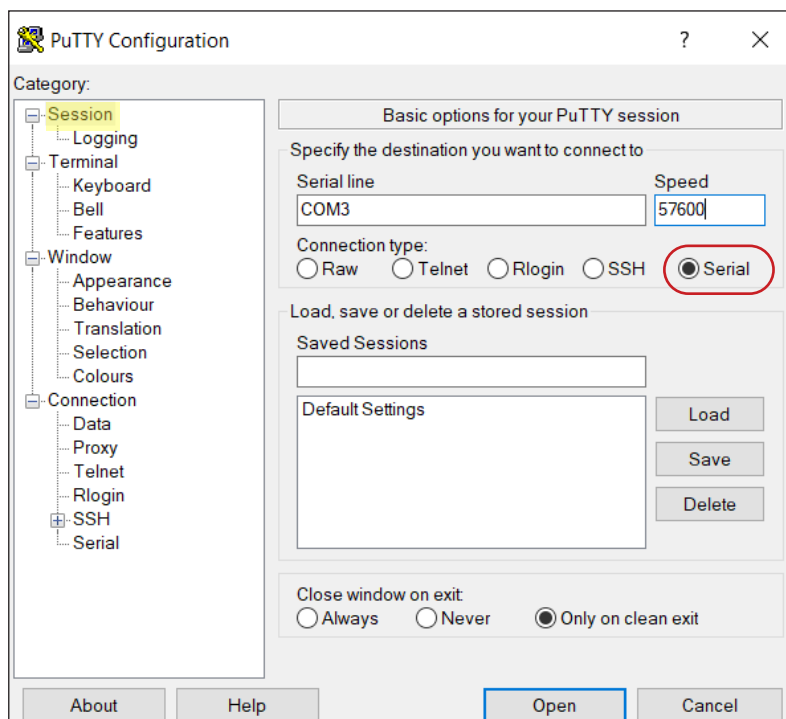 PuTTY Configuration
?
Category:
Session
Logging
Terminal
Keyboard
Bell
Features
Window
Appearance
Behaviour
Translation
Selection
Colours
Connection
Data
Proxy
Telnet
Rlogin
SSH
Serial
Basic options for your PuTTY session
Specify the destination you want to connect to
Serial line Speed
COM3 57600
Connection type:
Raw Telnet Rlogin SSH Serial
Load, save or delete a stored session
Saved Sessions
Default Settings
Load
Save
Delete
Close window on exit:
Always Never Only on clean exit
About Help Open Cancel